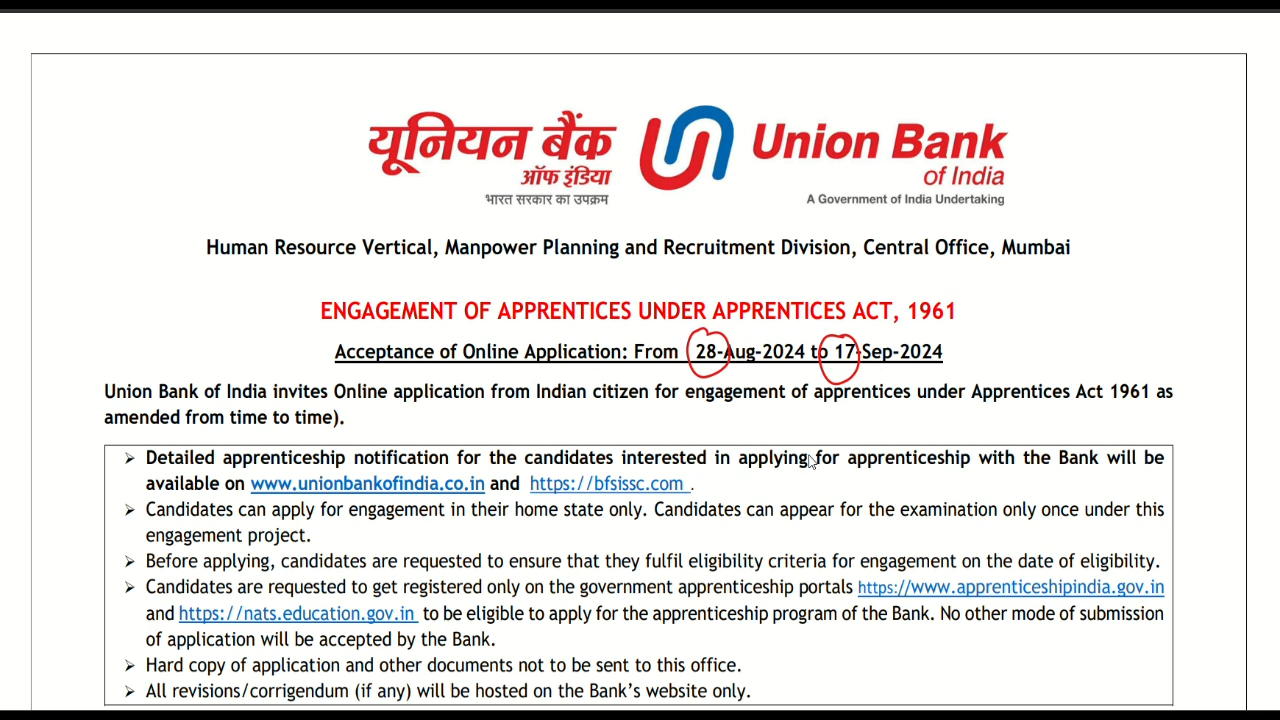 यूनियन बैंक
ऑफ इंडिया
भारत सरकार का उपक्रम
Union Bank
of India
A Government of India Undertaking
Human Resource Vertical, Manpower Planning and Recruitment Division, Central Office, Mumbai
ENGAGEMENT OF APPRENTICES UNDER APPRENTICES ACT, 1961
Acceptance of Online Application: From 28-Aug-2024 to 17-Sep-2024
Union Bank of India invites Online application from Indian citizen for engagement of apprentices under Apprentices Act 1961 as
amended from time to time).
➢ Detailed apprenticeship notification for the candidates interested in applying for apprenticeship with the Bank will be
available on www.unionbankofindia.co.in and https://bfsissc.com .
➢ Candidates can apply for engagement in their home state only. Candidates can appear for the examination only once under this
engagement project.
➢ Before applying, candidates are requested to ensure that they fulfil eligibility criteria for engagement on the date of eligibility.
➢ Candidates are requested to get registered only on the government apprenticeship portals https://www.apprenticeshipindia.gov.in
and https://nats.education.gov.in to be eligible to apply for the apprenticeship program of the Bank. No other mode of submission
of application will be accepted by the Bank.
➢ Hard copy of application and other documents not to be sent to this office.
➢ All revisions/corrigendum (if any) will be hosted on the Bank's website only.